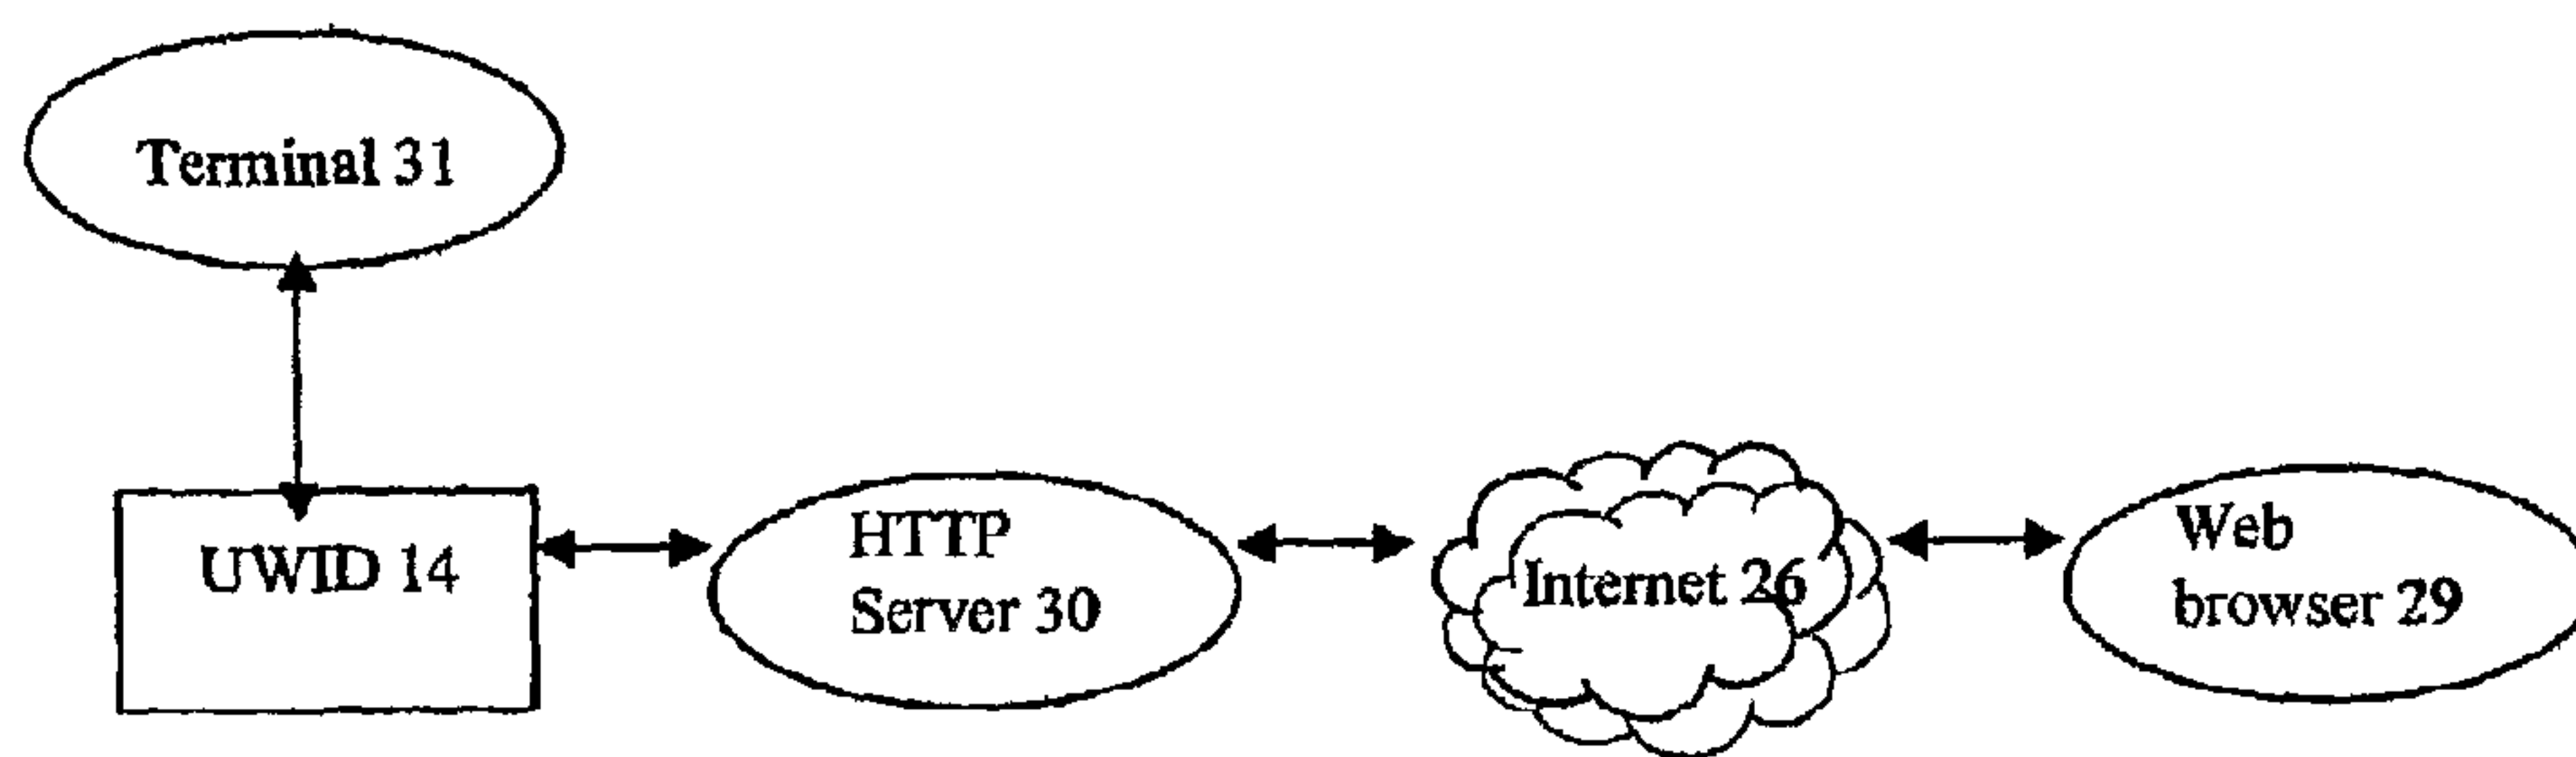 Terminal 31
UWID 14
HTTP
Server 30
Internet 26
Web
browser 29